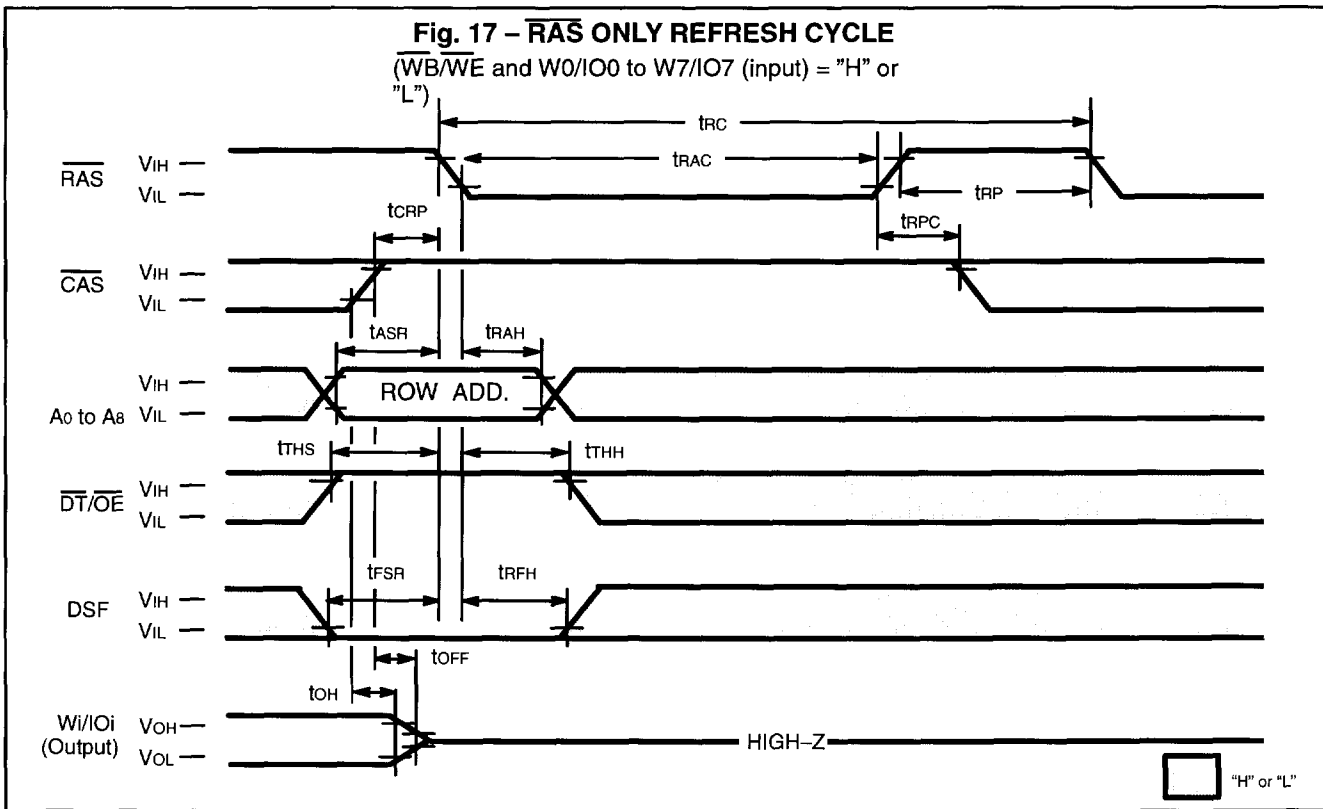 Fig. 17 – RAS ONLY REFRESH CYCLE
(WB/WE and W0/IO0 to W7/IO7 (input) = "H" or
"L")
tRC
tRAC
tRP
RAS VIH
VIL
tCRP
tRPC
CAS VIH
VIL
tASR
tRAH
A0 to A8 VIH
VIL
ROW ADD.
tTHS
tTHH
DT/OE VIH
VIL
tFSR
tRFH
DSF VIH
VIL
tOFF
tOH
Wi/IOi
(Output)
VOH
VOL
HIGH–Z
"H" or "L"